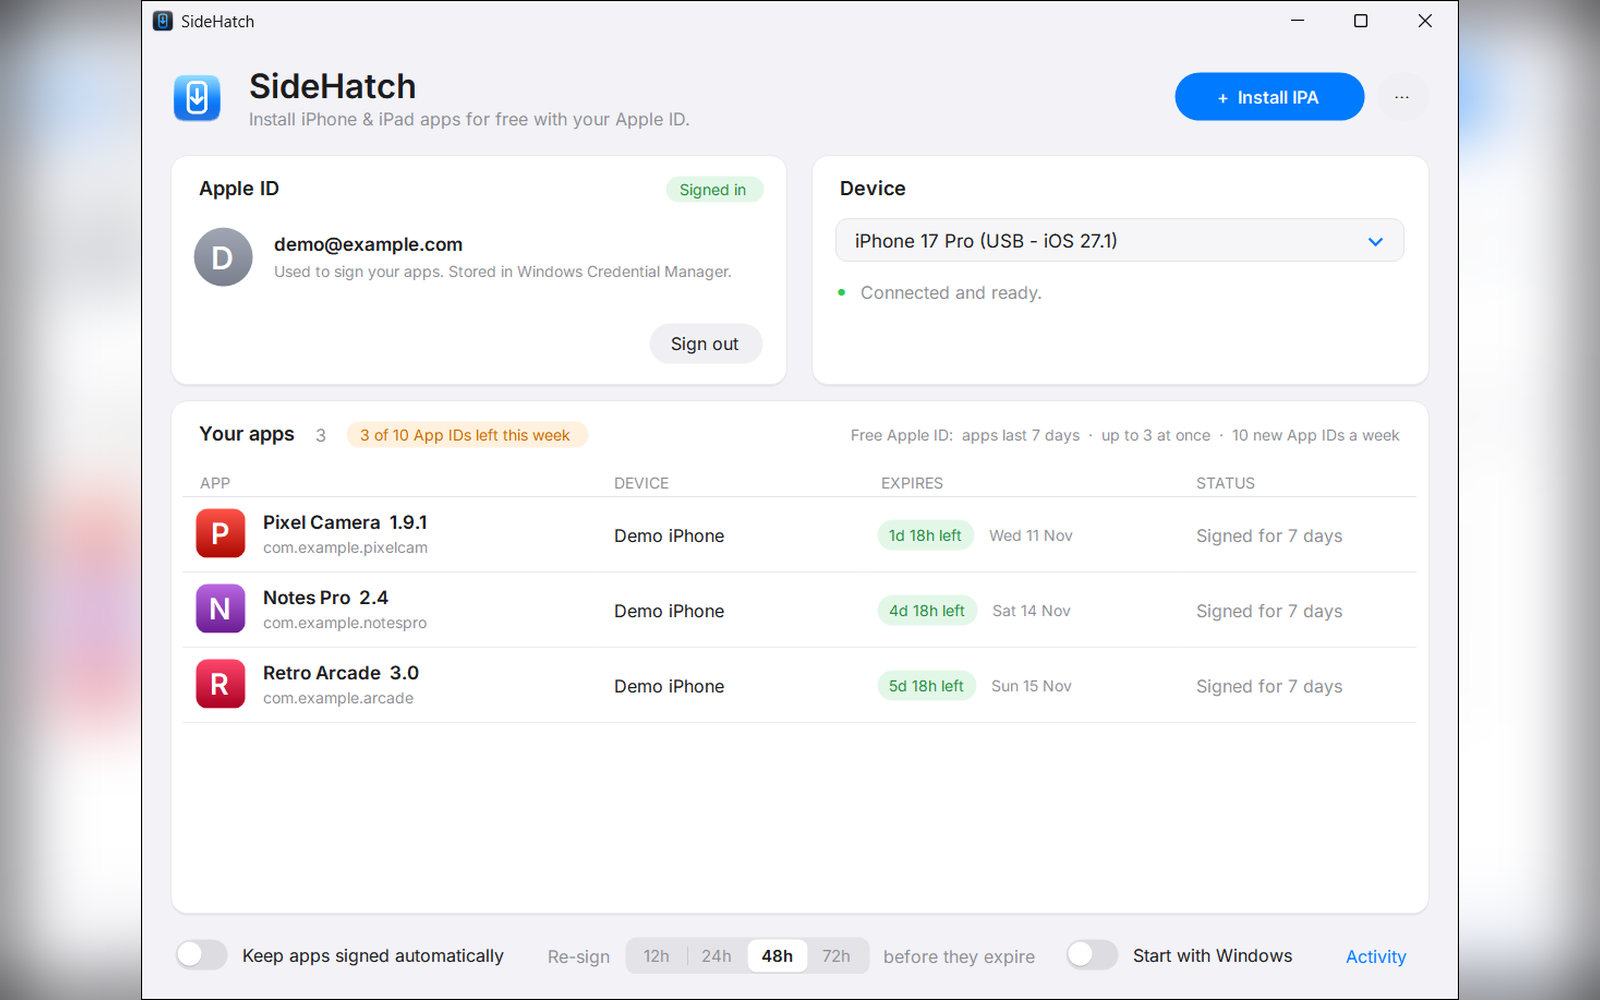 SideHatch
SideHatch
Install iPhone & iPad apps for free with your Apple ID.
+ Install IPA
...
Apple ID
Signed in
D
demo@example.com
Used to sign your apps. Stored in Windows Credential Manager.
Sign out
Device
iPhone 17 Pro (USB - iOS 27.1)
Connected and ready.
Your apps 3
3 of 10 App IDs left this week
Free Apple ID: apps last 7 days · up to 3 at once · 10 new App IDs a week
APP DEVICE EXPIRES STATUS
P
Pixel Camera 1.9.1
com.example.pixelcam
Demo iPhone
1d 18h left
Wed 11 Nov
Signed for 7 days
N
Notes Pro 2.4
com.example.notespro
Demo iPhone
4d 18h left
Sat 14 Nov
Signed for 7 days
R
Retro Arcade 3.0
com.example.arcade
Demo iPhone
5d 18h left
Sun 15 Nov
Signed for 7 days
Keep apps signed automatically
Re-sign 12h 24h 48h 72h before they expire
Start with Windows
Activity